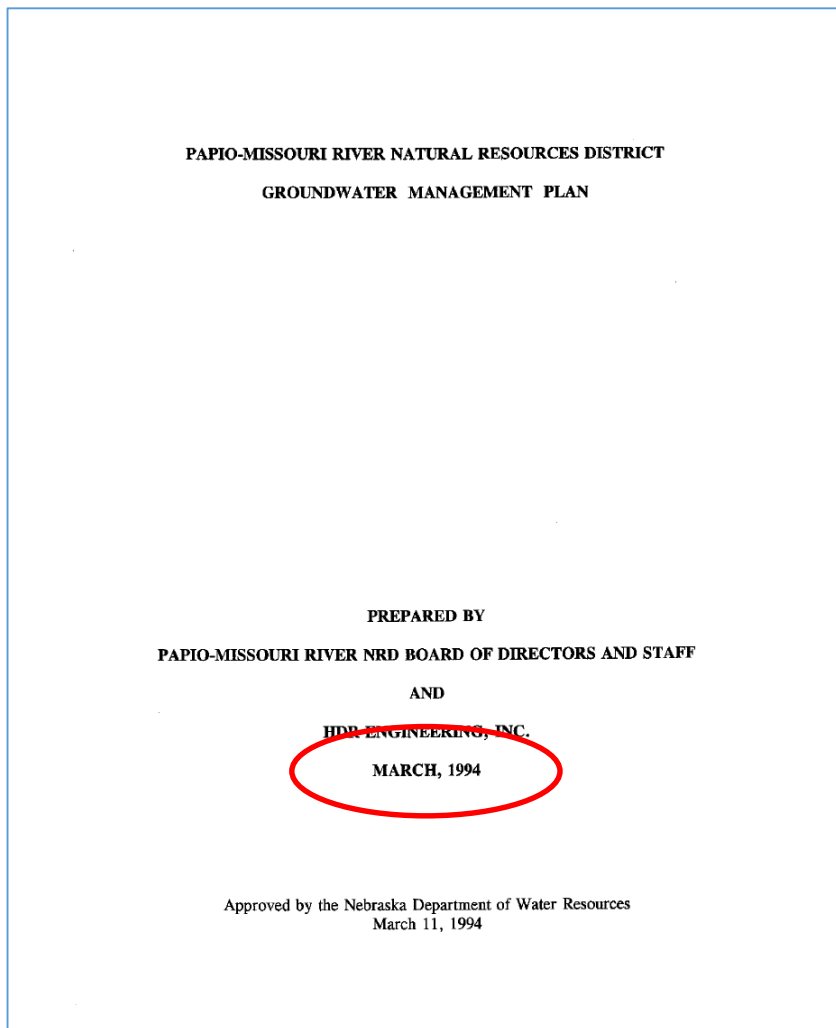 PAPIO-MISSOURI RIVER NATURAL RESOURCES DISTRICT
GROUNDWATER MANAGEMENT PLAN
PREPARED BY
PAPIO-MISSOURI RIVER NRD BOARD OF DIRECTORS AND STAFF
AND
HDR ENGINEERING, INC.
MARCH, 1994
Approved by the Nebraska Department of Water Resources
March 11, 1994